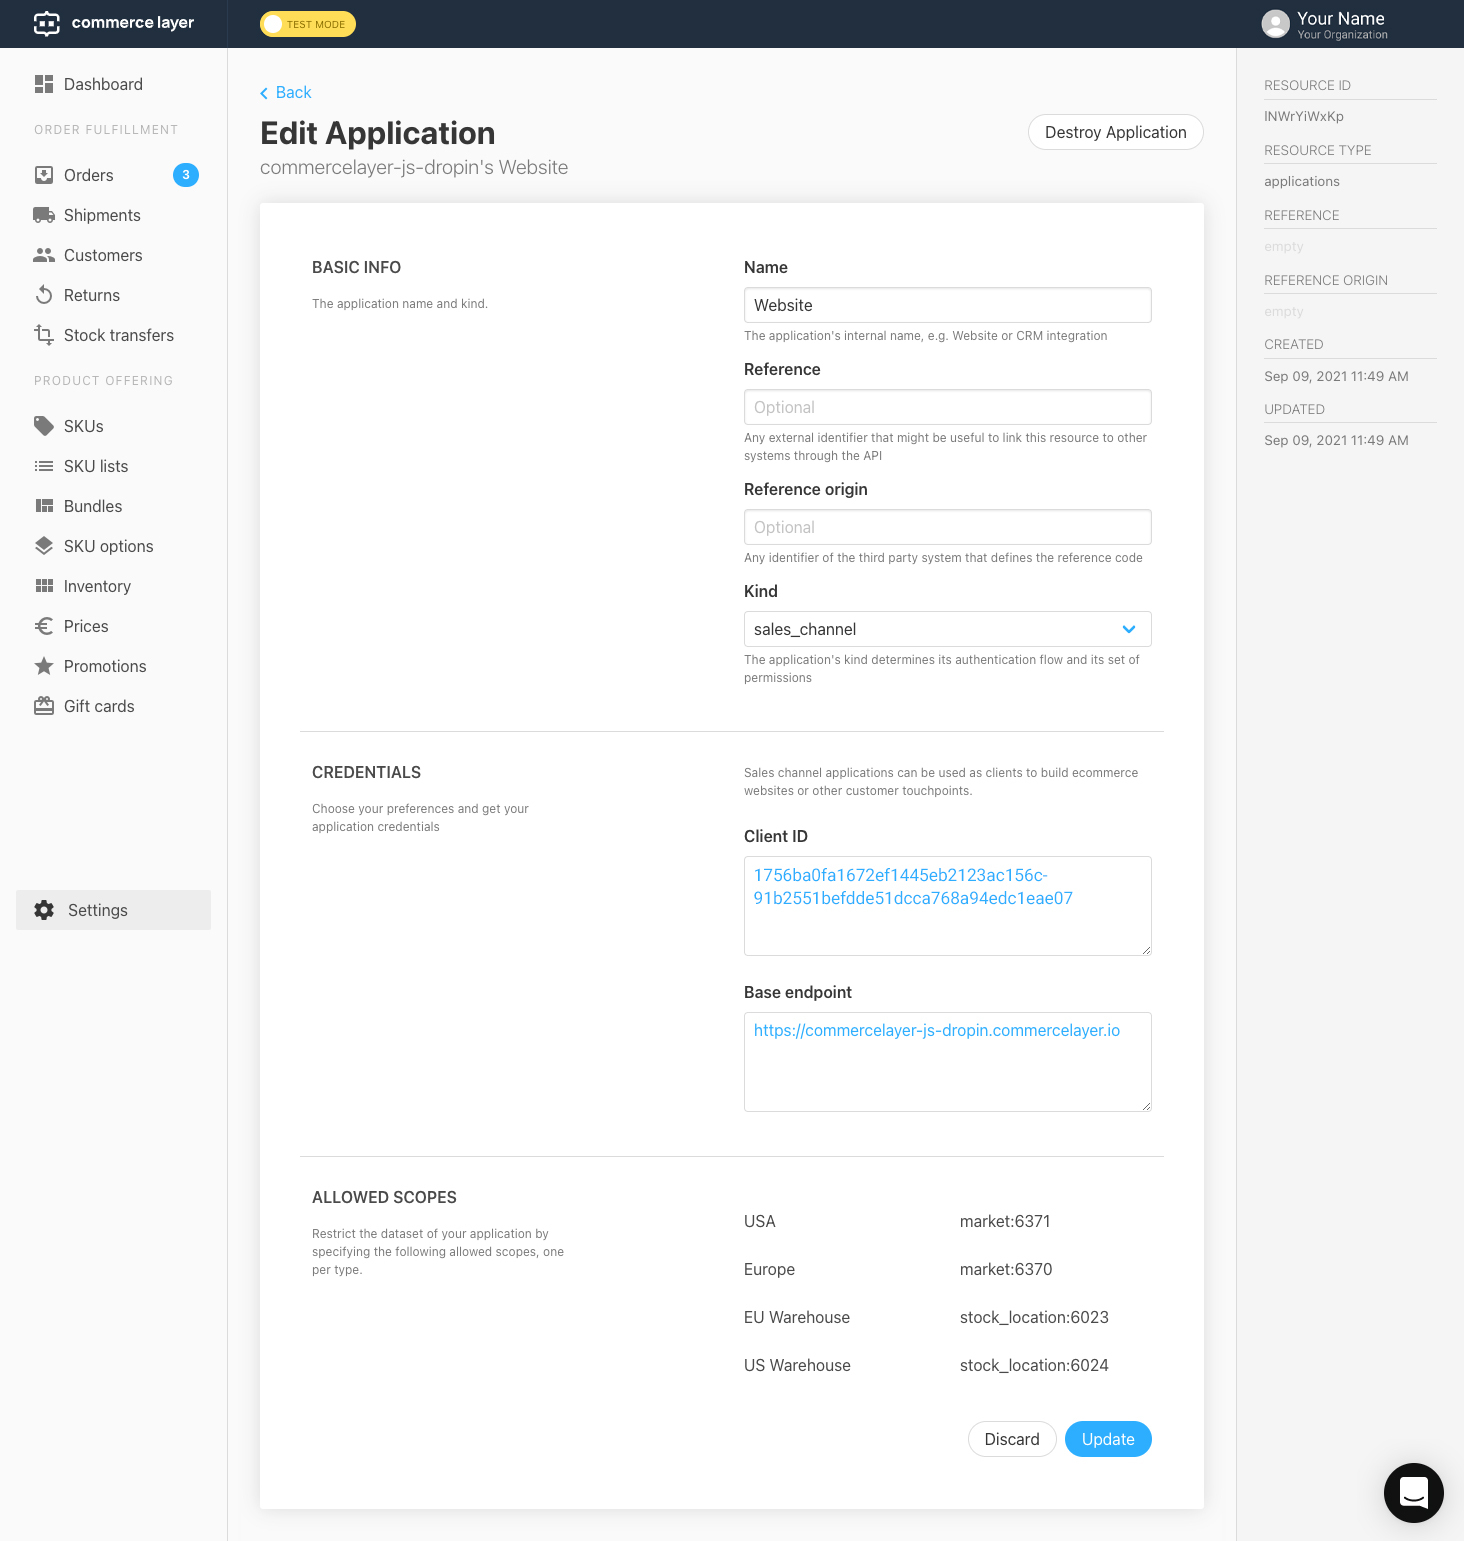 commerce layer
TEST MODE
Your Name
Your Organization
Dashboard
ORDER FULFILLMENT
Orders 3
Shipments
Customers
Returns
Stock transfers
PRODUCT OFFERING
SKUs
SKU lists
Bundles
SKU options
Inventory
Prices
Promotions
Gift cards
Settings
Back
Edit Application
Destroy Application
commercelayer-js-dropin's Website
BASIC INFO
The application name and kind.
Name
Website
The application's internal name, e.g. Website or CRM integration
Reference
Optional
Any external identifier that might be useful to link this resource to other
systems through the API
Reference origin
Optional
Any identifier of the third party system that defines the reference code
Kind
sales_channel
The application's kind determines its authentication flow and its set of
permissions
CREDENTIALS
Choose your preferences and get your
application credentials
Sales channel applications can be used as clients to build ecommerce
websites or other customer touchpoints.
Client ID
1756ba0fa1672ef1445eb2123ac156c-
91b2551befdde51dcca768a94edc1eae07
Base endpoint
https://commercelayer-js-dropin.commercelayer.io
ALLOWED SCOPES
Restrict the dataset of your application by
specifying the following allowed scopes, one
per type.
USA market:6371
Europe market:6370
EU Warehouse stock_location:6023
US Warehouse stock_location:6024
Discard
Update
RESOURCE ID
INWrYiWxKp
RESOURCE TYPE
applications
REFERENCE
empty
REFERENCE ORIGIN
empty
CREATED
Sep 09, 2021 11:49 AM
UPDATED
Sep 09, 2021 11:49 AM